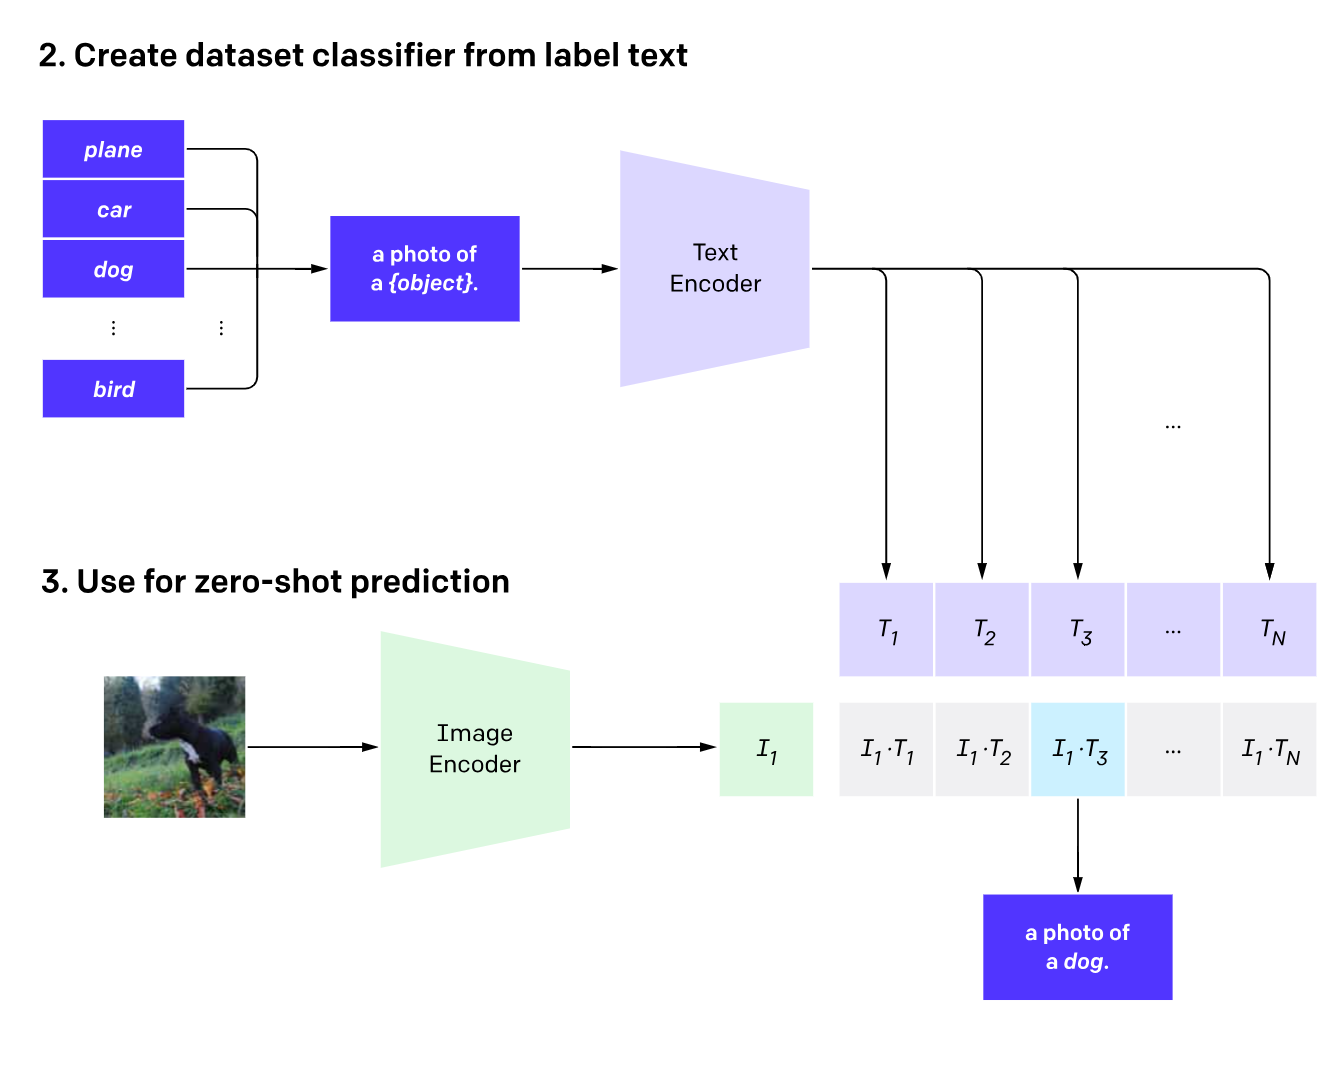 2. Create dataset classifier from label text
plane
car
dog
⋮ ⋮
bird
a photo of
a {object}.
Text
Encoder
...
3. Use for zero-shot prediction
Image
Encoder
T1 T2 T3 ... TN
I1
I1·T1 I1·T2 I1·T3 ... I1·TN
a photo of
a dog.